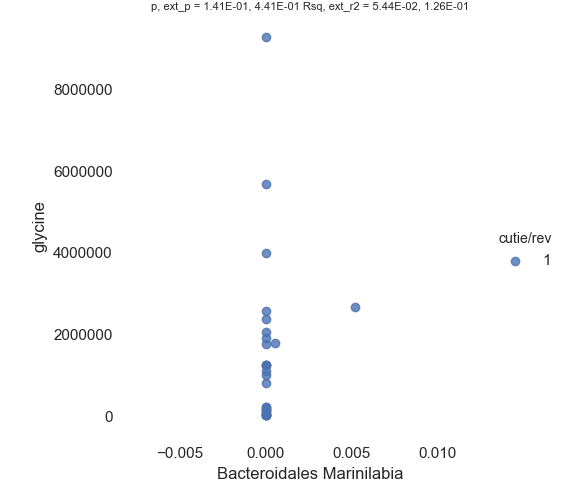 p, ext_p = 1.41E-01, 4.41E-01 Rsq, ext_r2 = 5.44E-02, 1.26E-01
8000000
6000000
glycine
cutie/rev
4000000
1
2000000
0
−0.005 0.000 0.005 0.010
Bacteroidales Marinilabia